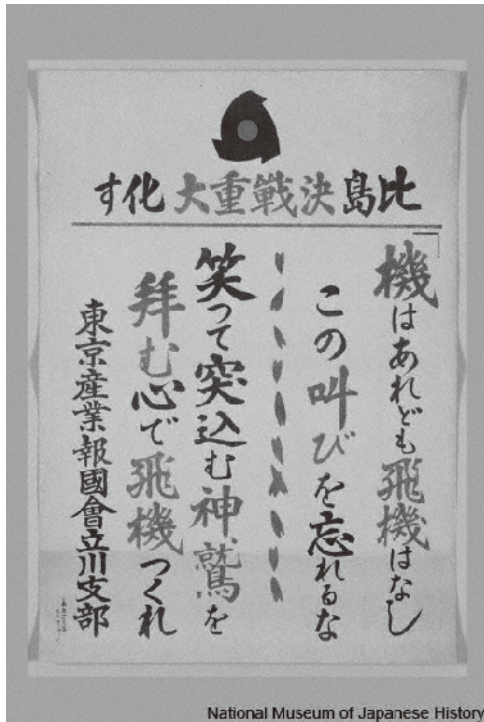 比島決戰重大化す
「機はあれども飛機はなし
この叫びを忘れるな
笑つて突込む神鷲を
拝む心で飛機つくれ
東京産業報國會立川支部
National Museum of Japanese History